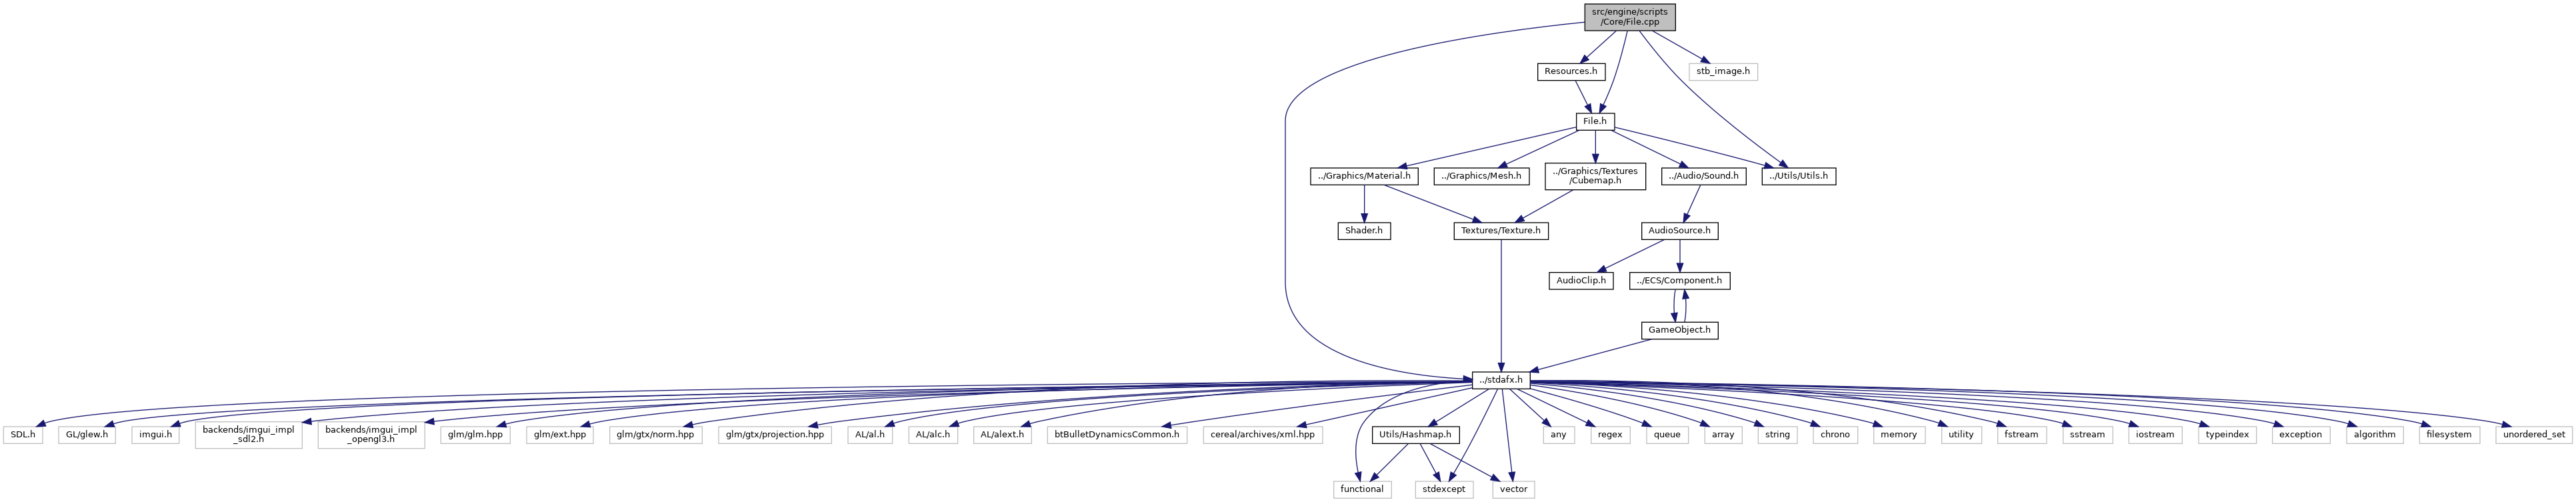 src/engine/scripts
/Core/File.cpp
Resources.h
stb_image.h
File.h
../Graphics/Material.h
../Graphics/Mesh.h
../Graphics/Textures
/Cubemap.h
../Audio/Sound.h
../Utils/Utils.h
Shader.h
Textures/Texture.h
AudioSource.h
AudioClip.h
../ECS/Component.h
GameObject.h
../stdafx.h
SDL.h
GL/glew.h
imgui.h
backends/imgui_impl
_sdl2.h
backends/imgui_impl
_opengl3.h
glm/glm.hpp
glm/ext.hpp
glm/gtx/norm.hpp
glm/gtx/projection.hpp
AL/al.h
AL/alc.h
AL/alext.h
btBulletDynamicsCommon.h
cereal/archives/xml.hpp
Utils/Hashmap.h
any
regex
queue
array
string
chrono
memory
utility
fstream
sstream
iostream
typeindex
exception
algorithm
filesystem
unordered_set
functional
stdexcept
vector